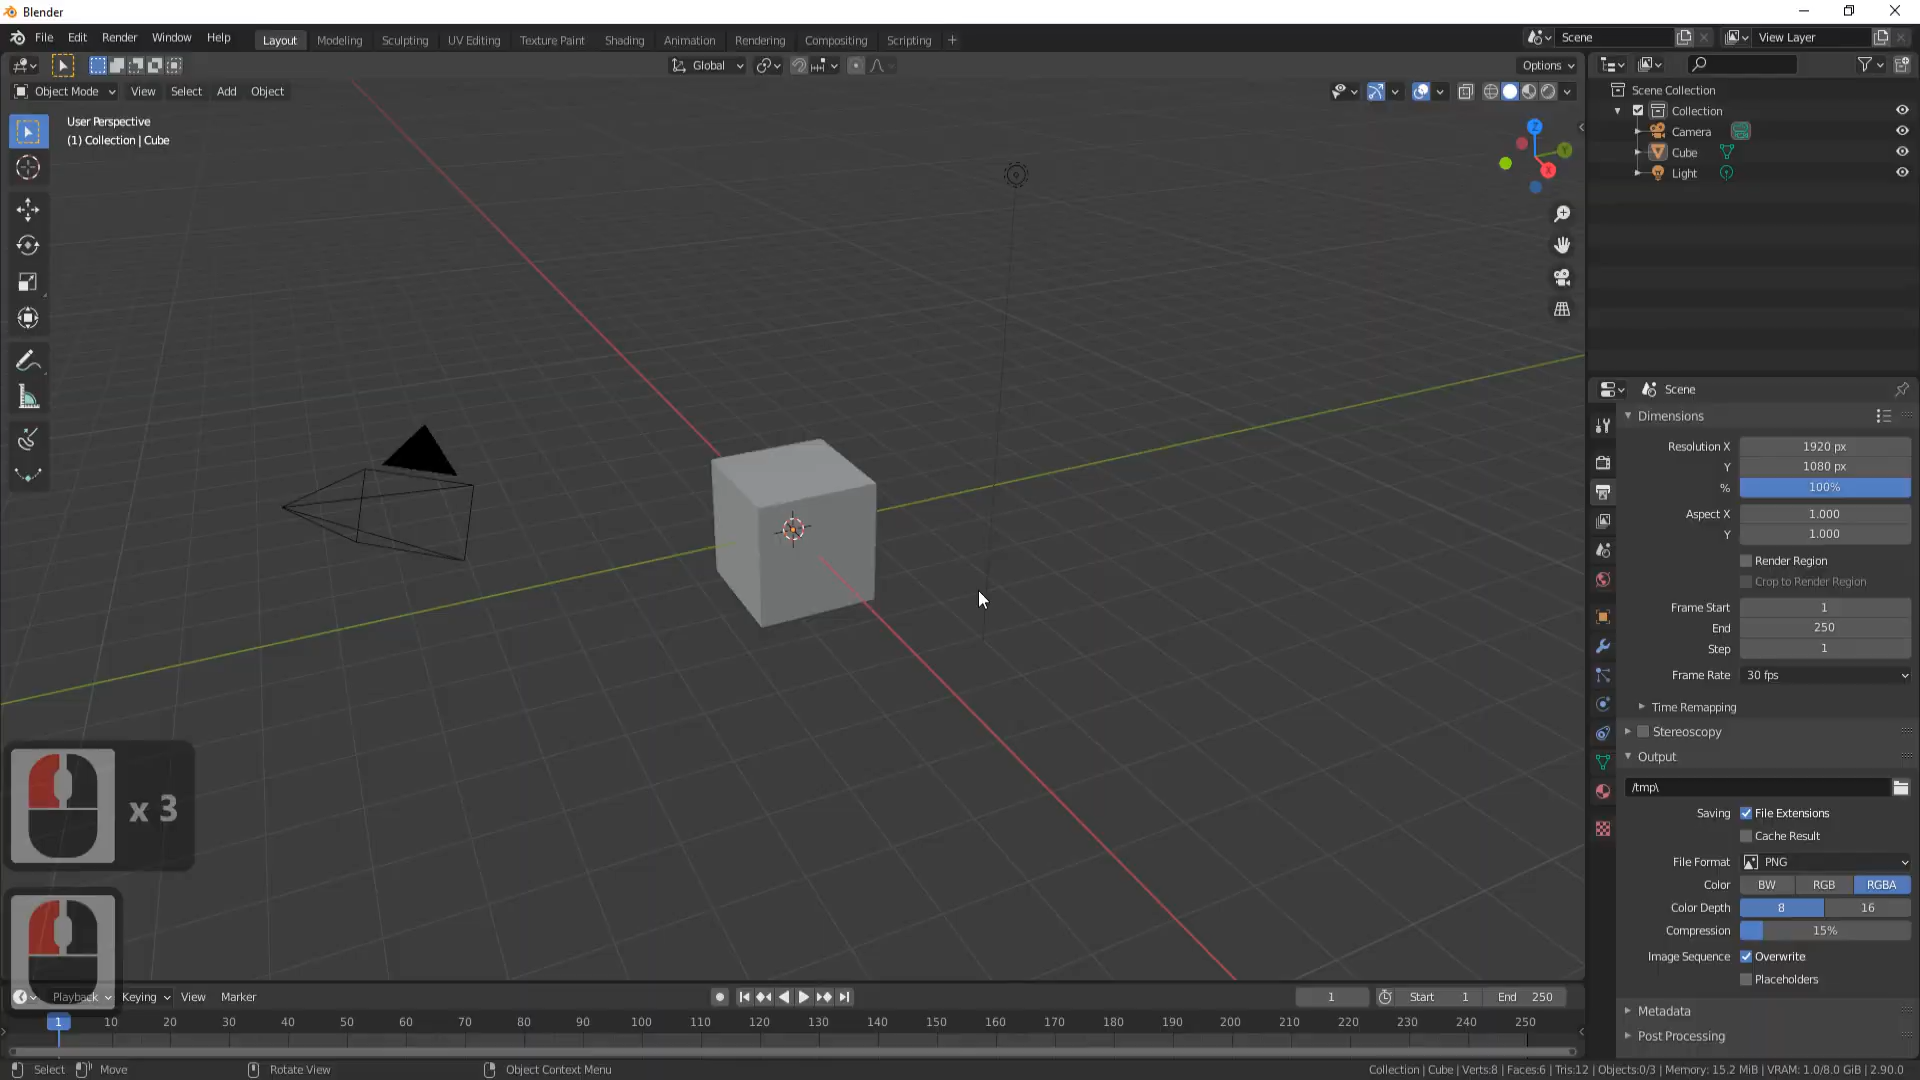 Blender
File Edit Render Window Help
Layout Modeling Sculpting UV Editing Texture Paint Shading Animation Rendering Compositing Scripting +
Scene View Layer
Global Options
Object Mode View Select Add Object
User Perspective
(1) Collection | Cube
Z
Y
X
Scene Collection
Collection
Camera
Cube
Light
Scene
Dimensions
Resolution X 1920 px
Y 1080 px
% 100%
Aspect X 1.000
Y 1.000
Render Region
Crop to Render Region
Frame Start 1
End 250
Step 1
Frame Rate 30 fps
Time Remapping
Stereoscopy
Output
/tmp\
Saving File Extensions
Cache Result
File Format PNG
Color BW RGB RGBA
Color Depth 8 16
Compression 15%
Image Sequence Overwrite
Placeholders
Metadata
Post Processing
x 3
Playback Keying View Marker
1 Start 1 End 250
1 10 20 30 40 50 60 70 80 90 100 110 120 130 140 150 160 170 180 190 200 210 220 230 240 250
Select Move Rotate View Object Context Menu
Collection | Cube | Verts:8 | Faces:6 | Tris:12 | Objects:0/3 | Memory: 15.2 MiB | VRAM: 1.0/8.0 GiB | 2.90.0